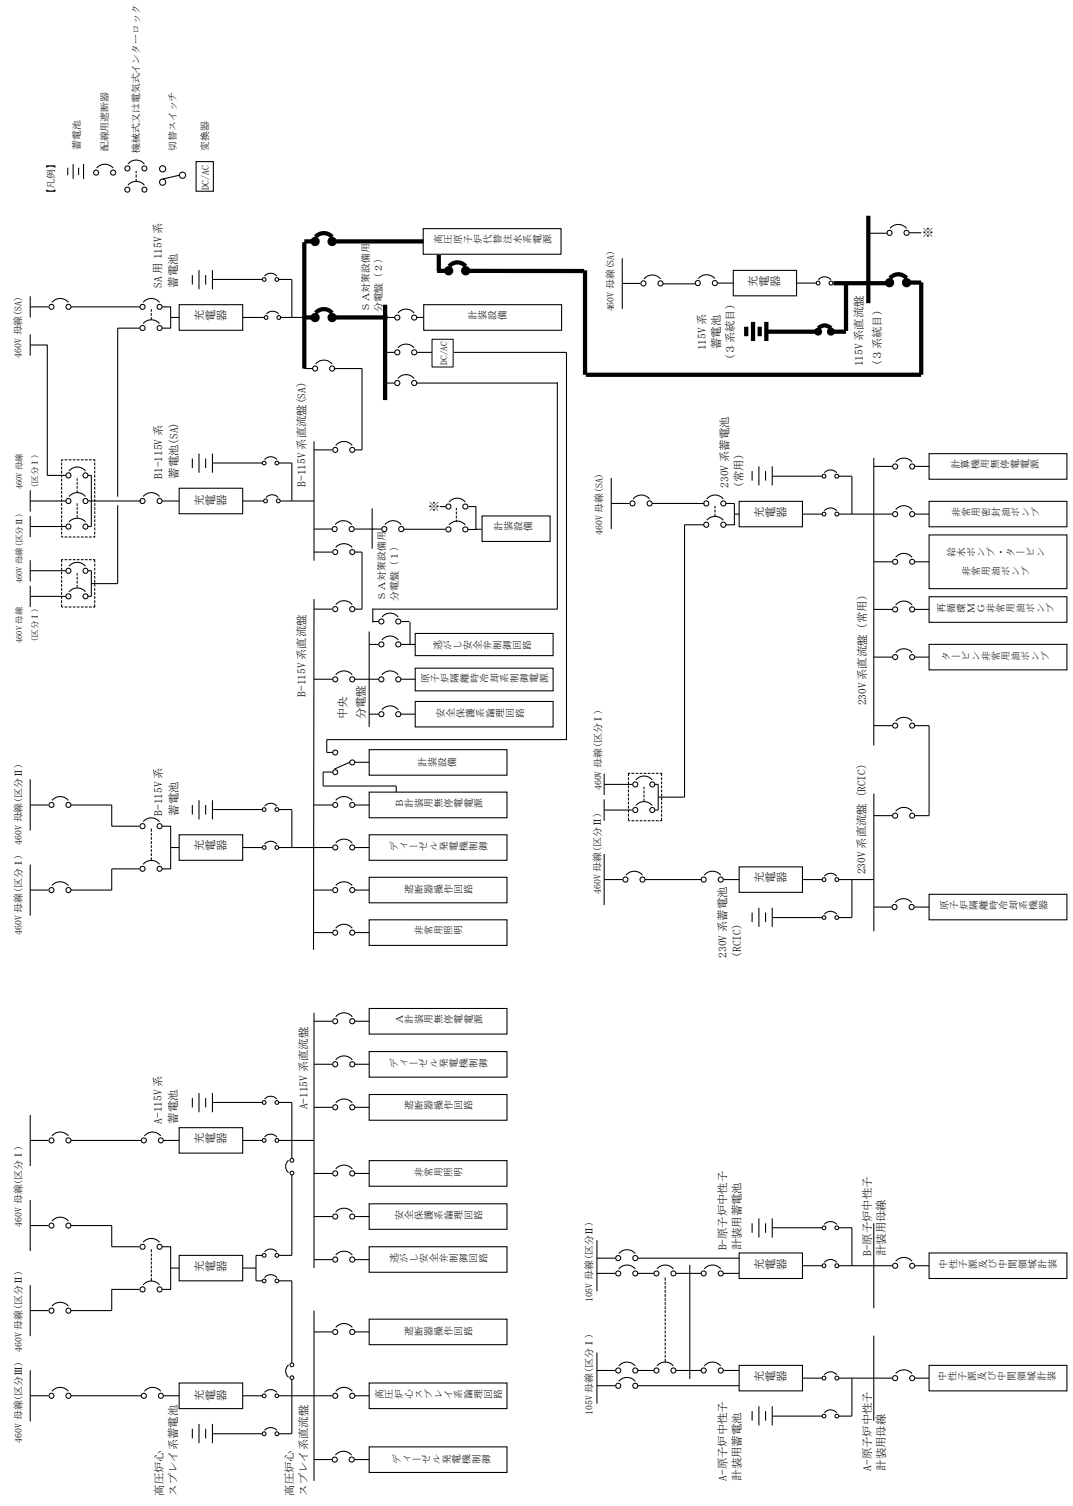 【凡例】
蓄電池
配線用遮断器
機械式又は電気式インターロック
切替スイッチ
DC/AC
変換器
460V 母線(区分Ⅲ)
460V 母線(区分Ⅱ)
460V 母線(区分Ⅰ)
高圧炉心
スプレイ系蓄電池
充電器
充電器
A-115V 系
蓄電池
充電器
高圧炉心
スプレイ系直流盤
A-115V 系直流盤
ディーゼル発電機制御
高圧炉心スプレイ系論理回路
遮断器操作回路
逃がし安全弁制御回路
安全保護系論理回路
非常用照明
遮断器操作回路
ディーゼル発電機制御
A計装用無停電電源
460V 母線(区分Ⅰ)
460V 母線(区分Ⅱ)
B-115V 系
蓄電池
充電器
B-115V 系直流盤
非常用照明
遮断器操作回路
ディーゼル発電機制御
B計装用無停電電源
計装設備
中央
分電盤
安全保護系論理回路
原子炉隔離時冷却系制御電源
逃がし安全弁制御回路
460V 母線
(区分Ⅰ)
460V 母線(区分Ⅱ)
460V 母線(区分Ⅱ)
460V 母線
(区分Ⅰ)
460V 母線(SA)
B1-115V 系
蓄電池(SA)
充電器
SA 用 115V 系
蓄電池
充電器
B-115V 系直流盤(SA)
SA対策設備用
分電盤(1)
※
計装設備
SA対策設備用
分電盤(2)
DC/AC
計装設備
高圧原子炉代替注水系電源
105V 母線(区分Ⅰ)
105V 母線(区分Ⅱ)
A-原子炉中性子
計装用蓄電池
充電器
B-原子炉中性子
計装用蓄電池
充電器
A-原子炉中性子
計装用母線
B-原子炉中性子
計装用母線
中性子源及び中間領域計装
中性子源及び中間領域計装
460V 母線(区分Ⅱ)
460V 母線(区分Ⅰ)
460V 母線(SA)
230V 系蓄電池
(RCIC)
充電器
230V 系蓄電池
(常用)
充電器
230V 系直流盤 (RCIC)
230V 系直流盤 (常用)
原子炉隔離時冷却系機器
タービン非常用油ポンプ
再循環MG非常用油ポンプ
給水ポンプ・タービン
非常用油ポンプ
非常用密封油ポンプ
計算機用無停電電源
460V 母線(SA)
115V 系
蓄電池
(3系統目)
充電器
115V 系直流盤
(3系統目)
※